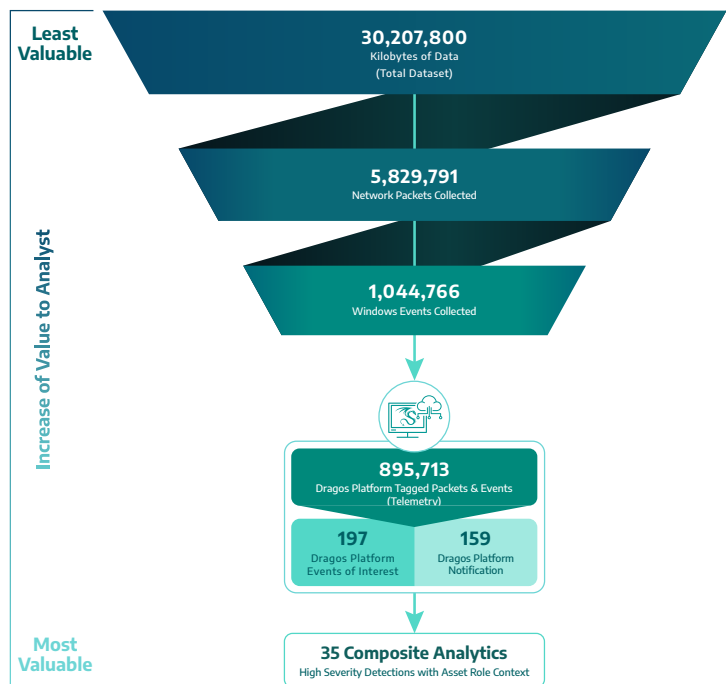 Least
Valuable
30,207,800
Kilobytes of Data
(Total Dataset)
5,829,791
Network Packets Collected
1,044,766
Windows Events Collected
Increase of Value to Analyst
895,713
Dragos Platform Tagged Packets & Events
(Telemetry)
197
Dragos Platform
Events of Interest
159
Dragos Platform
Notification
Most
Valuable
35 Composite Analytics
High Severity Detections with Asset Role Context